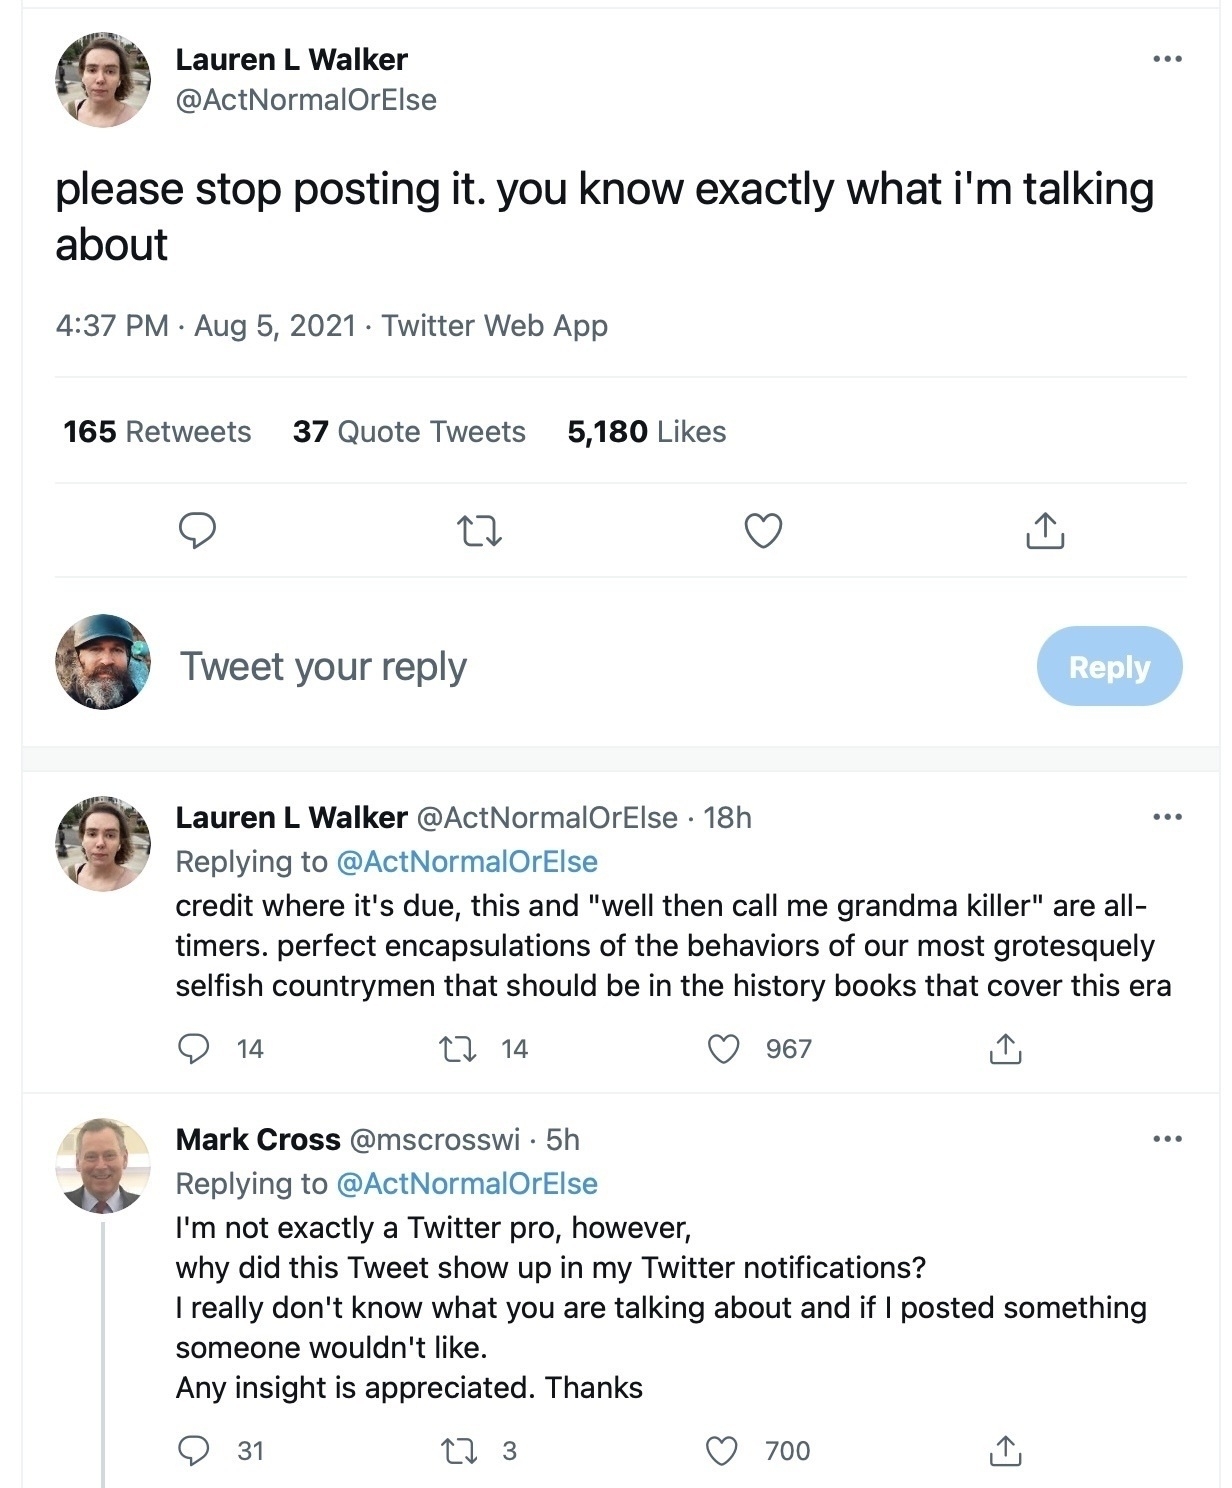 Lauren L Walker
@ActNormalOrElse
please stop posting it. you know exactly what i'm talking
about
4:37 PM · Aug 5, 2021 · Twitter Web App
165 Retweets 37 Quote Tweets 5,180 Likes
Tweet your reply
Reply
Lauren L Walker @ActNormalOrElse · 18h
Replying to @ActNormalOrElse
credit where it's due, this and "well then call me grandma killer" are all-
timers. perfect encapsulations of the behaviors of our most grotesquely
selfish countrymen that should be in the history books that cover this era
14 14 967
Mark Cross @mscrosswi · 5h
Replying to @ActNormalOrElse
I'm not exactly a Twitter pro, however,
why did this Tweet show up in my Twitter notifications?
I really don't know what you are talking about and if I posted something
someone wouldn't like.
Any insight is appreciated. Thanks
31 3 700